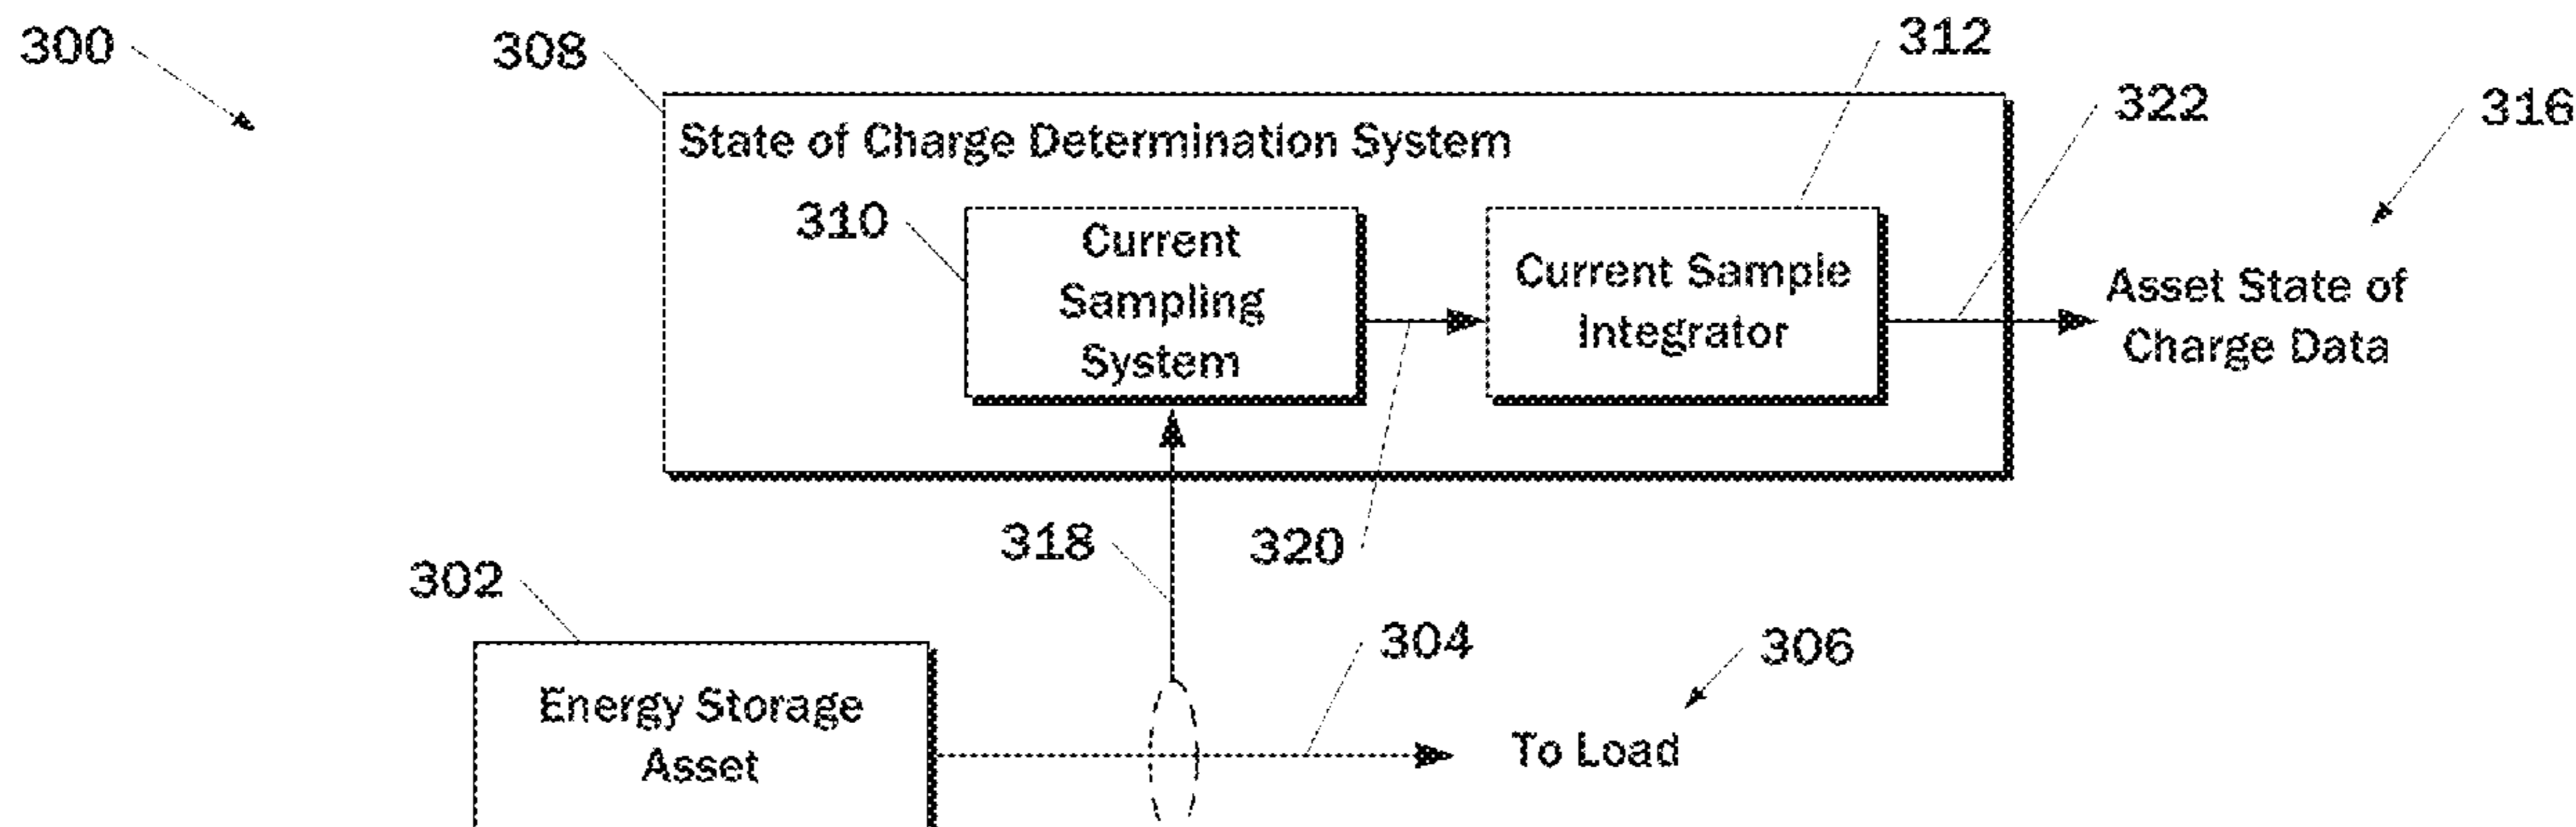 300
308
312
322
316
State of Charge Determination System
310
Current
Sampling
System
Current Sample
Integrator
Asset State of
Charge Data
318
320
302
304
306
Energy Storage
Asset
To Load